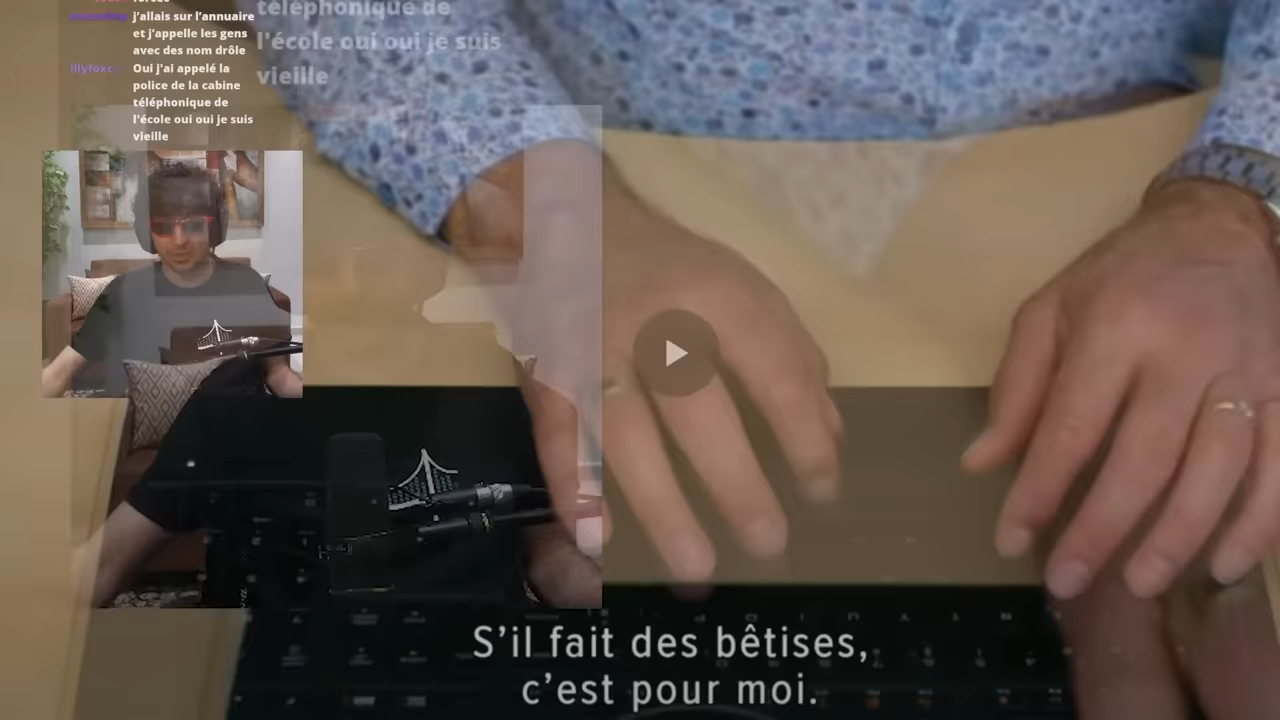 j’allais sur l’annuaire
et j’appelle les gens
avec des nom drôle
illyfoxc...
Oui j'ai appelé la
police de la cabine
téléphonique de
l'école oui oui je suis
vieille
téléphonique de
l'école oui oui je suis
vieille
S’il fait des bêtises,
c’est pour moi.